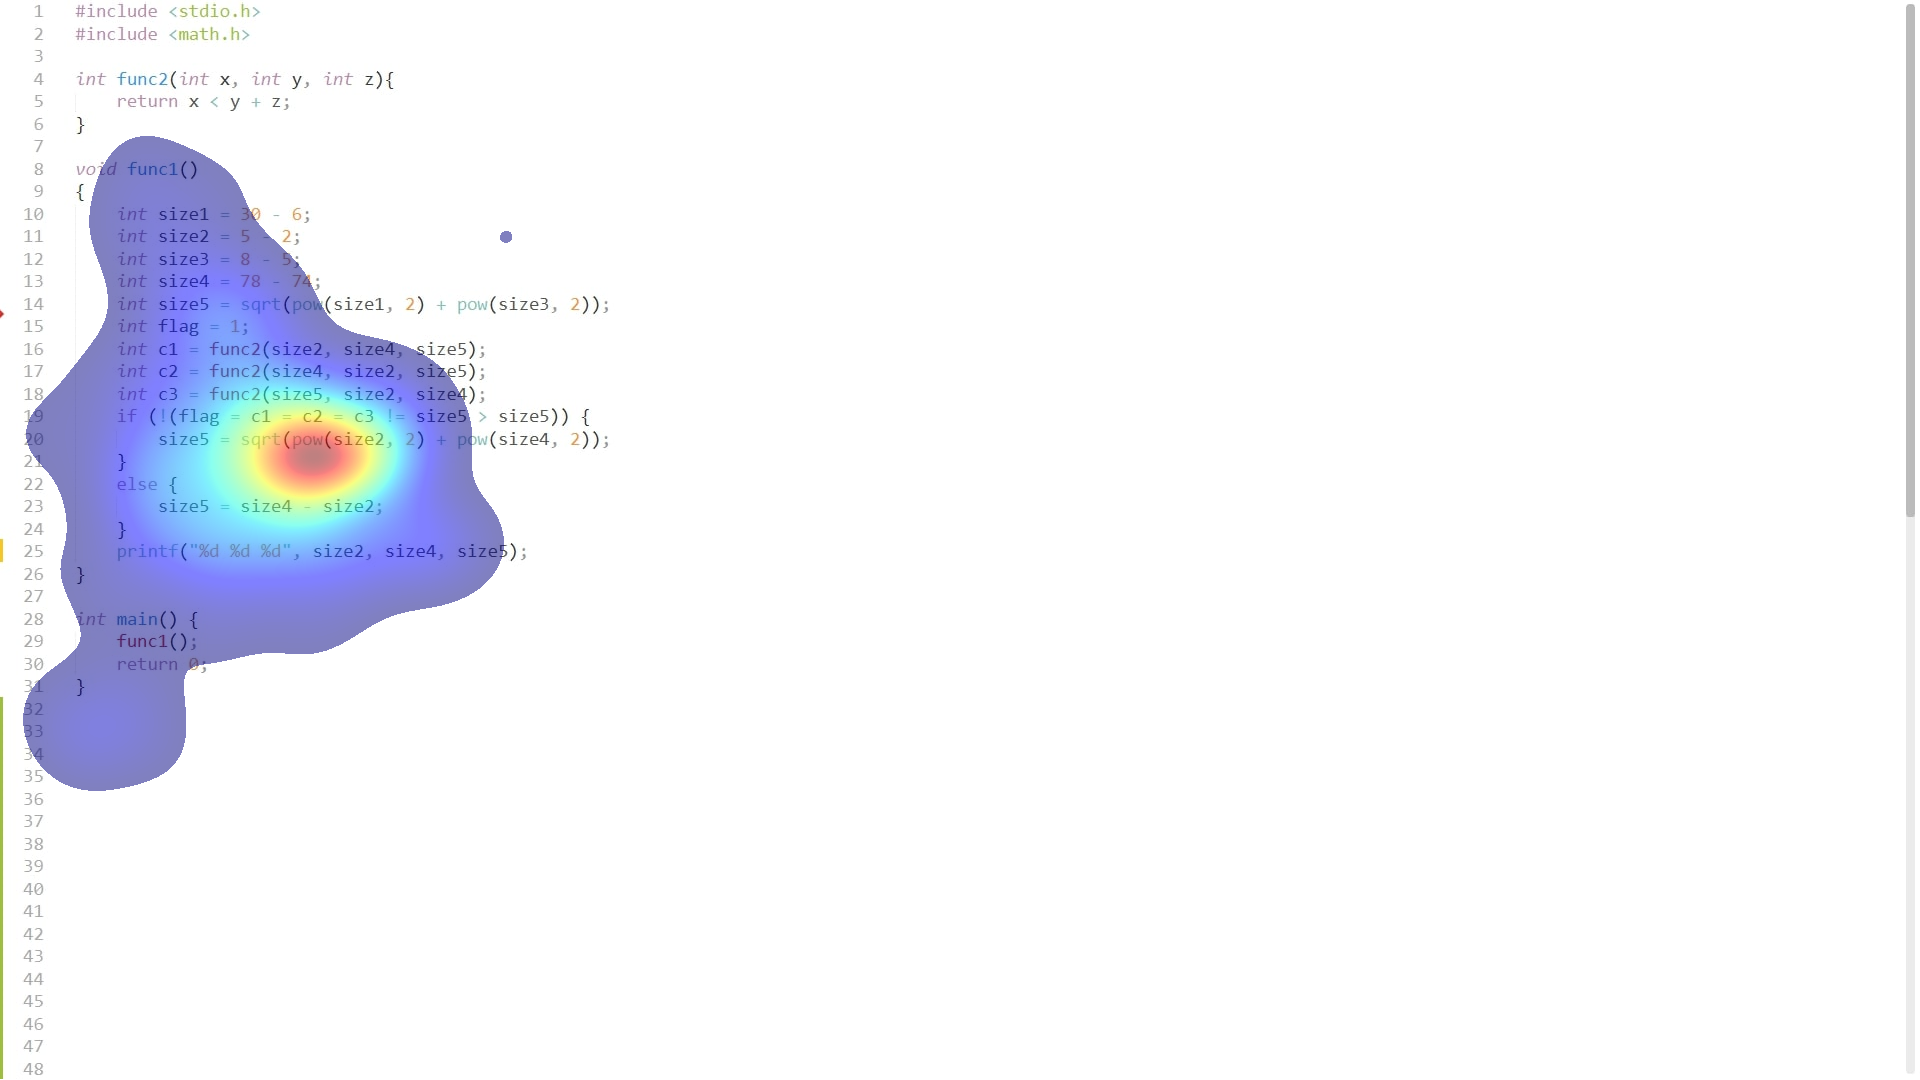 1 #include <stdio.h>
2 #include <math.h>
3
4 int func2(int x, int y, int z){
5 return x < y + z;
6 }
7
8 void func1()
9 {
10 int size1 = 30 - 6;
11 int size2 = 5 - 2;
12 int size3 = 8 - 5;
13 int size4 = 78 - 74;
14 int size5 = sqrt(pow(size1, 2) + pow(size3, 2));
15 int flag = 1;
16 int c1 = func2(size2, size4, size5);
17 int c2 = func2(size4, size2, size5);
18 int c3 = func2(size5, size2, size4);
19 if (!(flag = c1 = c2 = c3 != size5 > size5)) {
20 size5 = sqrt(pow(size2, 2) + pow(size4, 2));
21 }
22 else {
23 size5 = size4 - size2;
24 }
25 printf("%d %d %d", size2, size4, size5);
26 }
27
28 int main() {
29 func1();
30 return 0;
31 }
32
33
34
35
36
37
38
39
40
41
42
43
44
45
46
47
48